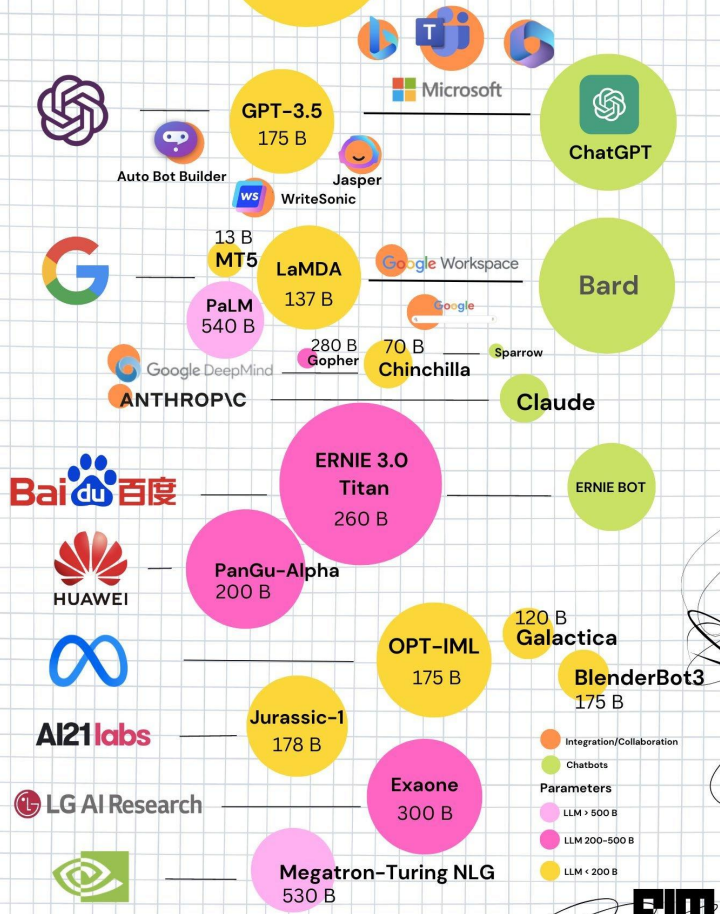 T
Microsoft
GPT-3.5
175 B
ChatGPT
Auto Bot Builder
Jasper
WS
WriteSonic
13 B
MT5
LaMDA
137 B
Google Workspace
Bard
PaLM
540 B
Google
280 B
Gopher
70 B
Chinchilla
Sparrow
Google DeepMind
ANTHROP\C
Claude
ERNIE 3.0
Titan
260 B
Bai du 百度
ERNIE BOT
PanGu-Alpha
200 B
HUAWEI
OPT-IML
175 B
120 B
Galactica
BlenderBot3
175 B
Jurassic-1
178 B
AI21labs
Integration/Collaboration
Chatbots
Parameters
LLM > 500 B
LLM 200-500 B
LLM < 200 B
Exaone
300 B
LG AI Research
Megatron-Turing NLG
530 B
AIM